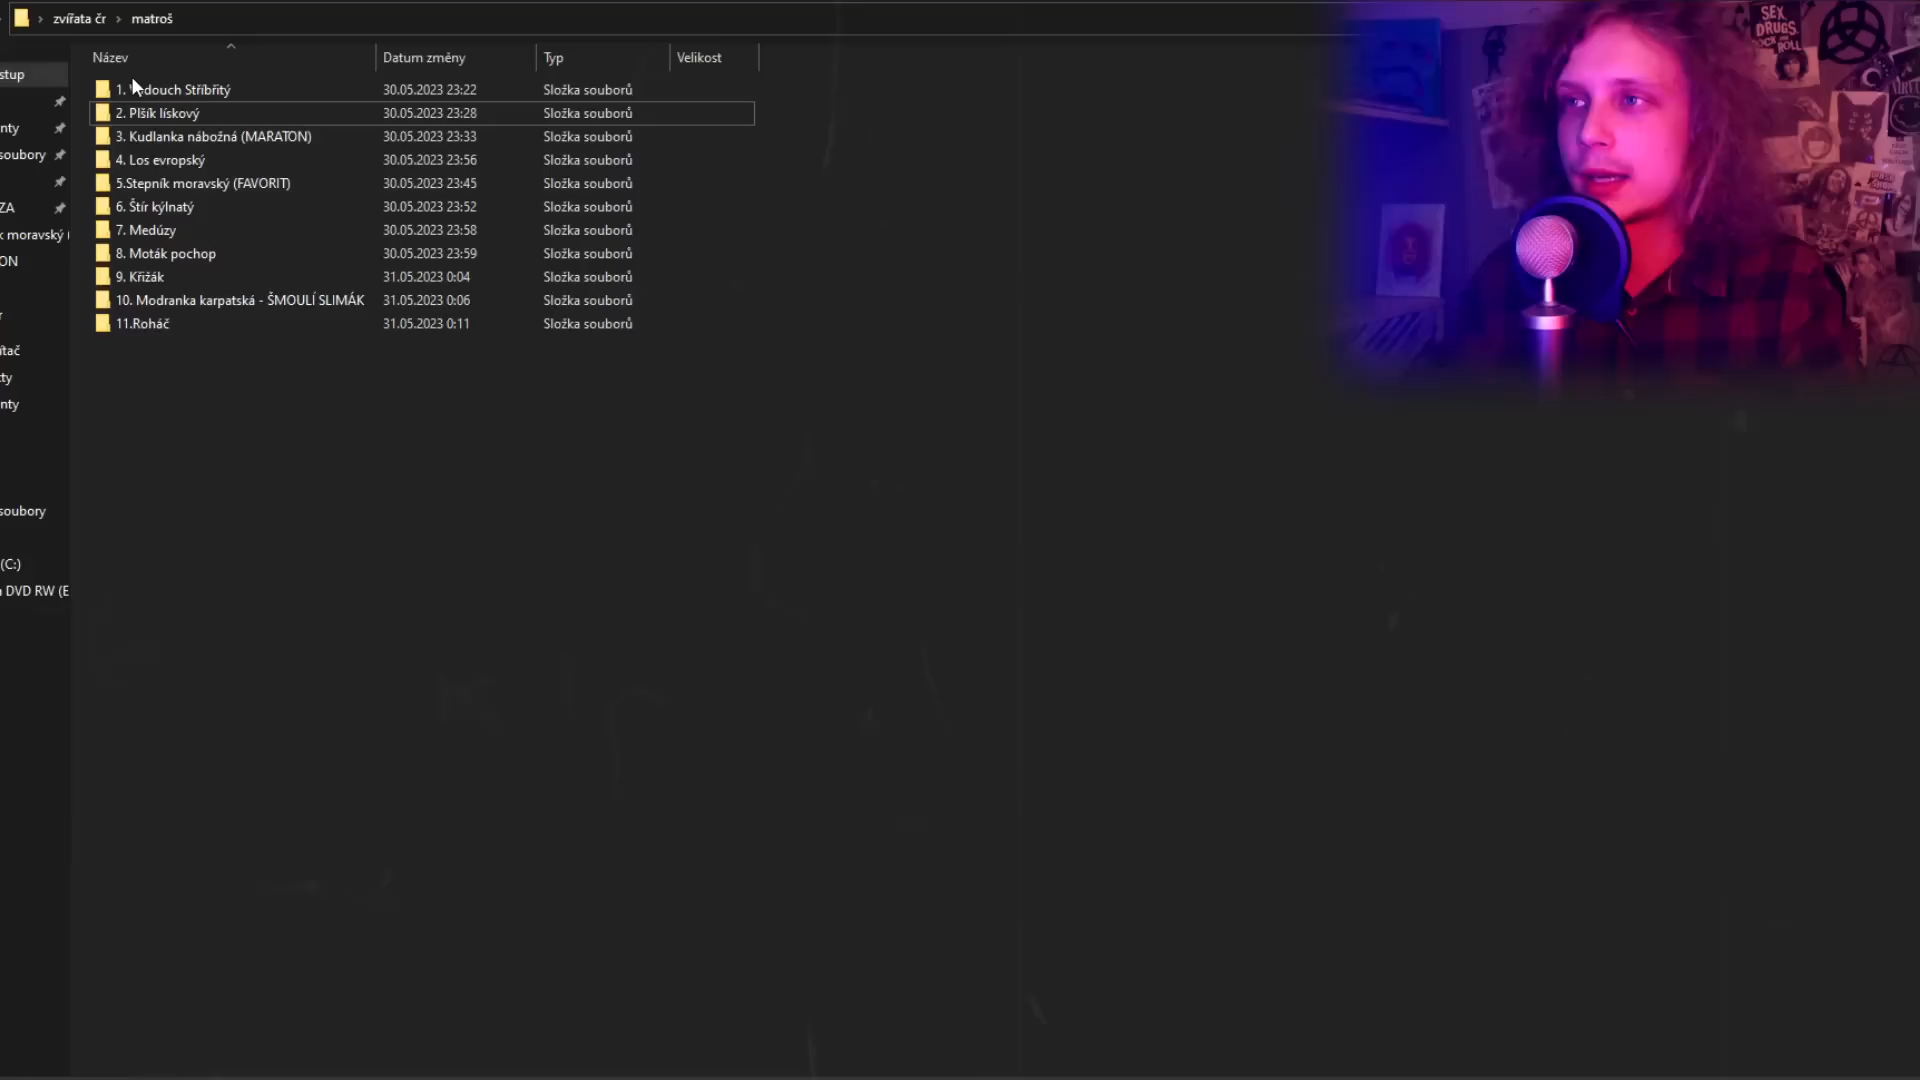 zvířata čr > matroš
Název Datum změny Typ Velikost
1. douch Stříbřitý 30.05.2023 23:22 Složka souborů
2. Plšík lískový 30.05.2023 23:28 Složka souborů
3. Kudlanka nábožná (MARATON) 30.05.2023 23:33 Složka souborů
4. Los evropský 30.05.2023 23:56 Složka souborů
5.Stepník moravský (FAVORIT) 30.05.2023 23:45 Složka souborů
6. Štír kýlnatý 30.05.2023 23:52 Složka souborů
7. Medúzy 30.05.2023 23:58 Složka souborů
8. Moták pochop 30.05.2023 23:59 Složka souborů
9. Křižák 31.05.2023 0:04 Složka souborů
10. Modranka karpatská - ŠMOULÍ SLIMÁK 31.05.2023 0:06 Složka souborů
11.Roháč 31.05.2023 0:11 Složka souborů
stup
nty
soubory
ZA
k moravský (
ON
r
ítač
ty
nty
soubory
(C:)
DVD RW (E
SEX
DRUGS
ROCK AND ROLL